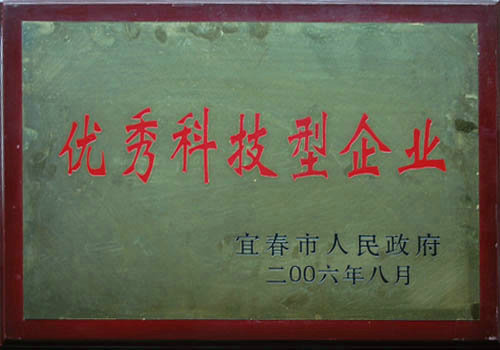 优秀科技型企业
宜春市人民政府
二00六年八月